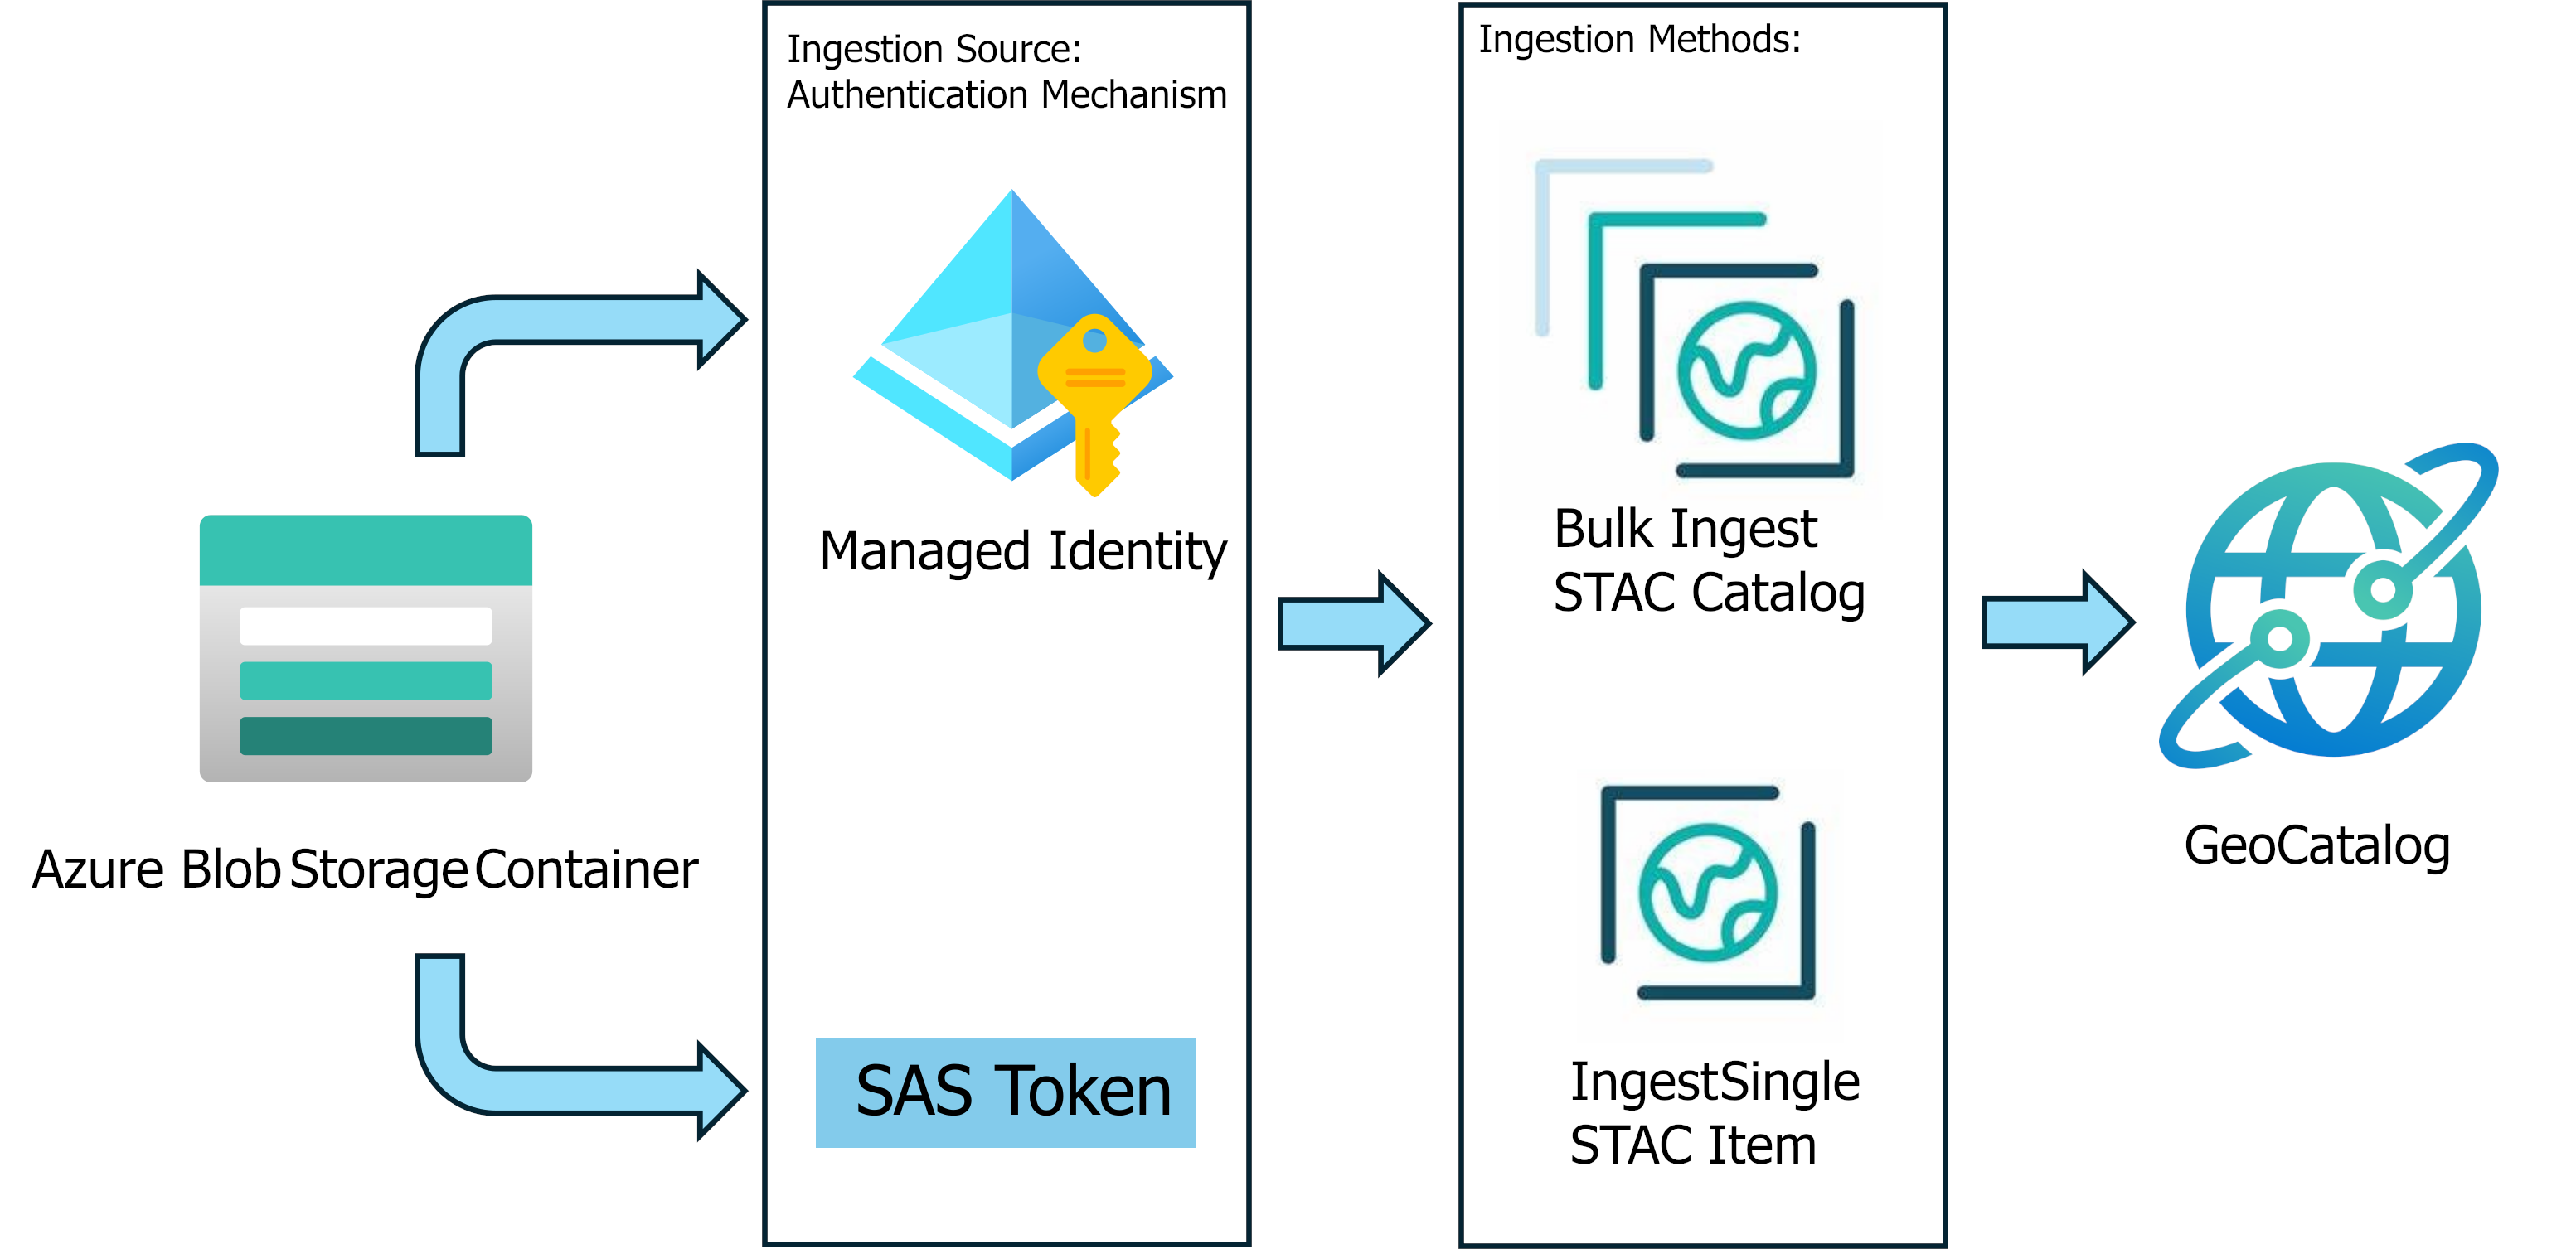 Ingestion Source:
Authentication Mechanism
Managed Identity
Azure Blob Storage Container
SAS Token
Ingestion Methods:
Bulk Ingest
STAC Catalog
IngestSingle
STAC Item
GeoCatalog